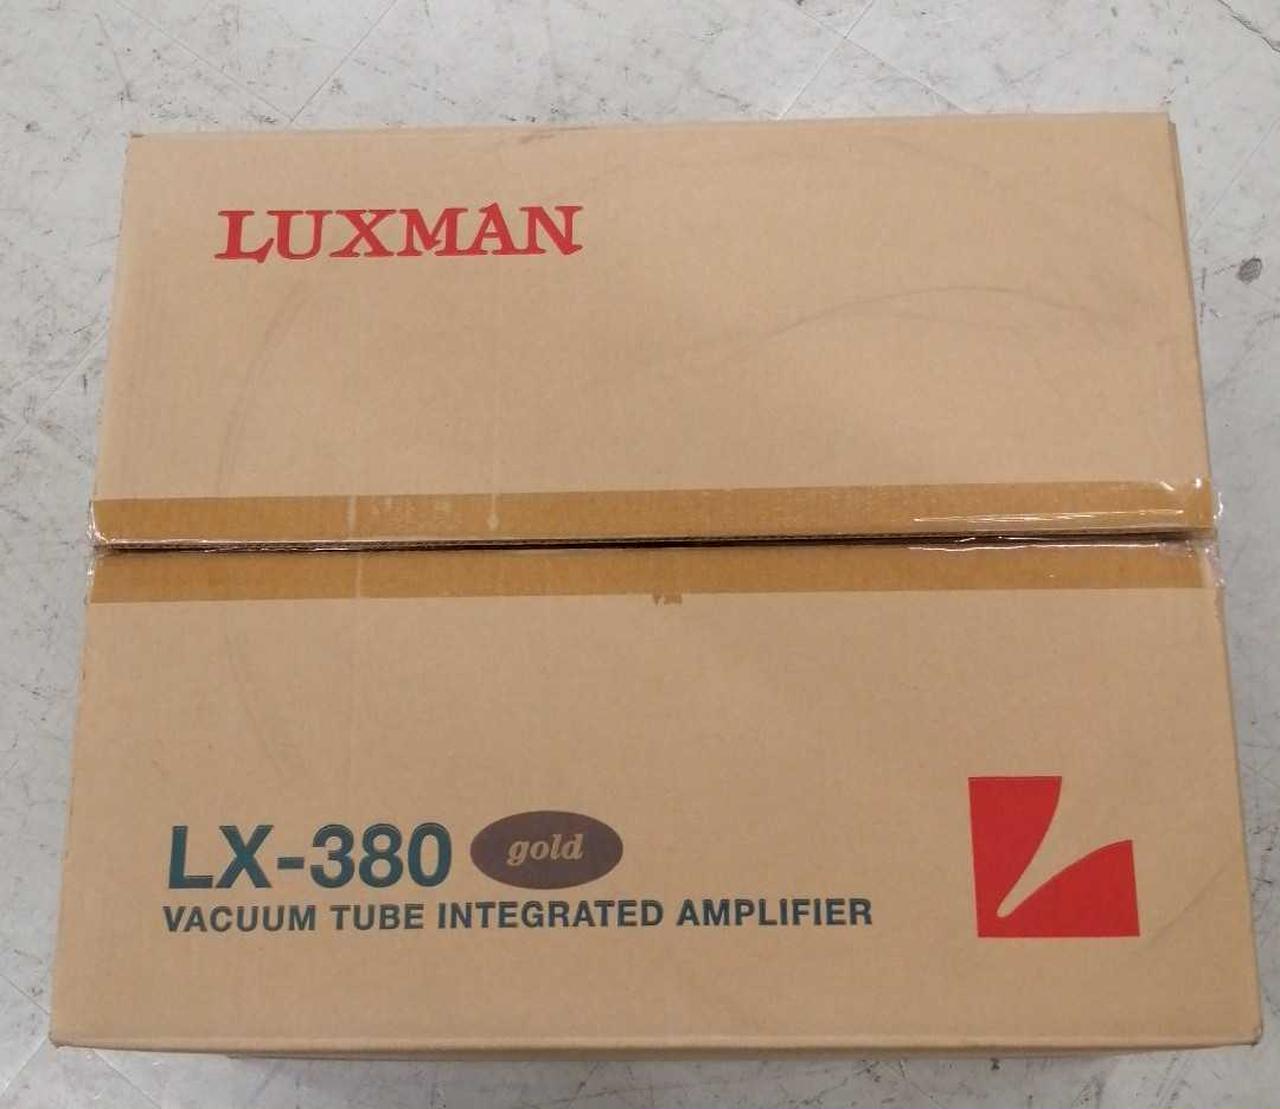 LUXMAN
LX-380 gold
VACUUM TUBE INTEGRATED AMPLIFIER